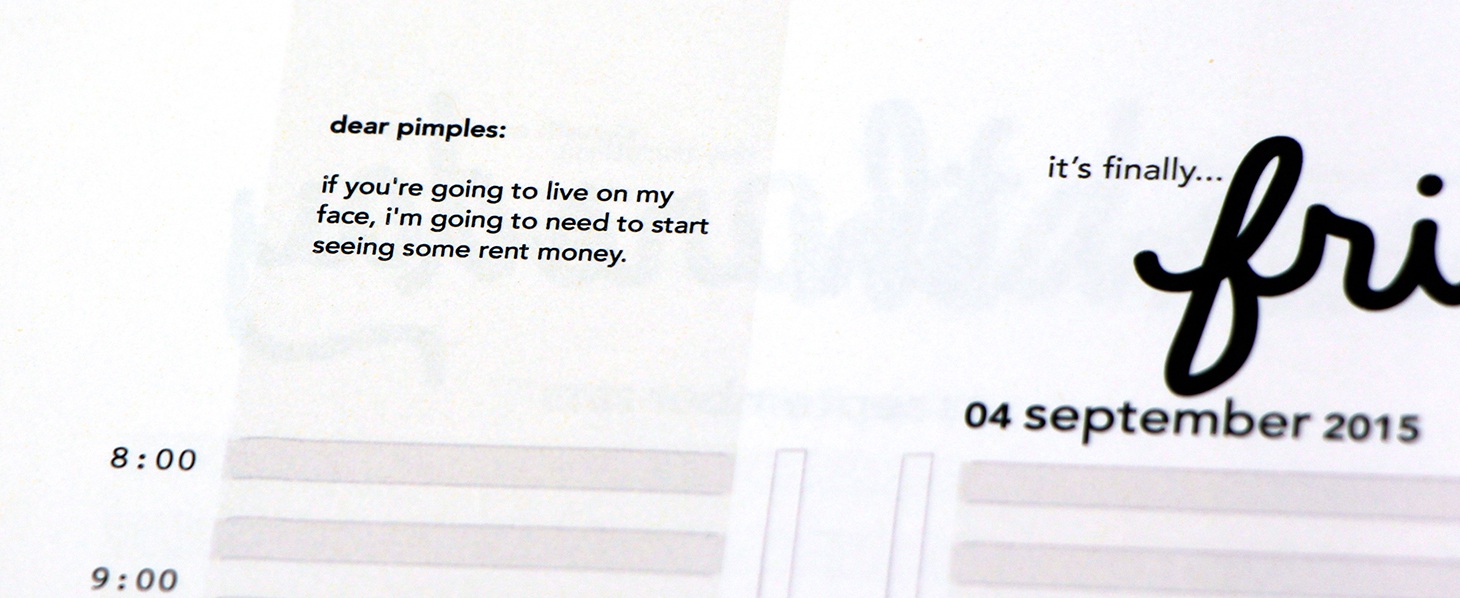 dear pimples:
if you're going to live on my
face, i'm going to need to start
seeing some rent money.
it's finally...
fri
04 september 2015
8:00
9:00